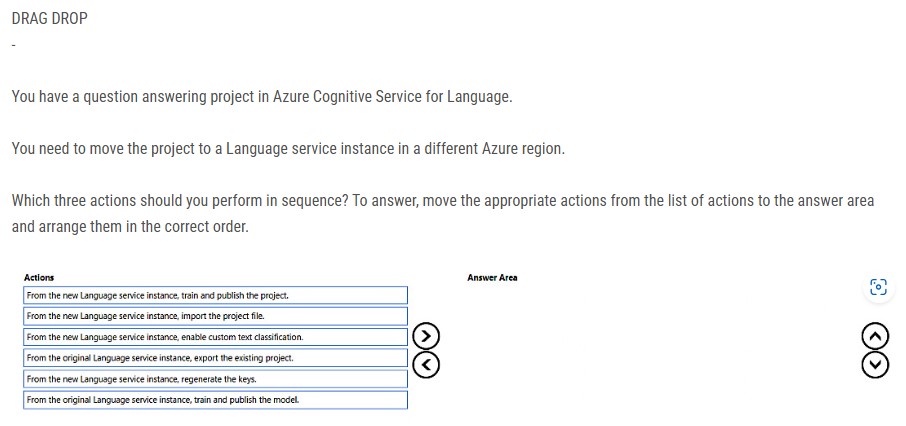 DRAG DROP
-
You have a question answering project in Azure Cognitive Service for Language.
You need to move the project to a Language service instance in a different Azure region.
Which three actions should you perform in sequence? To answer, move the appropriate actions from the list of actions to the answer area
and arrange them in the correct order.
Actions
Answer Area
From the new Language service instance, train and publish the project.
From the new Language service instance, import the project file.
From the new Language service instance, enable custom text classification.
From the original Language service instance, export the existing project.
From the new Language service instance, regenerate the keys.
From the original Language service instance, train and publish the model.